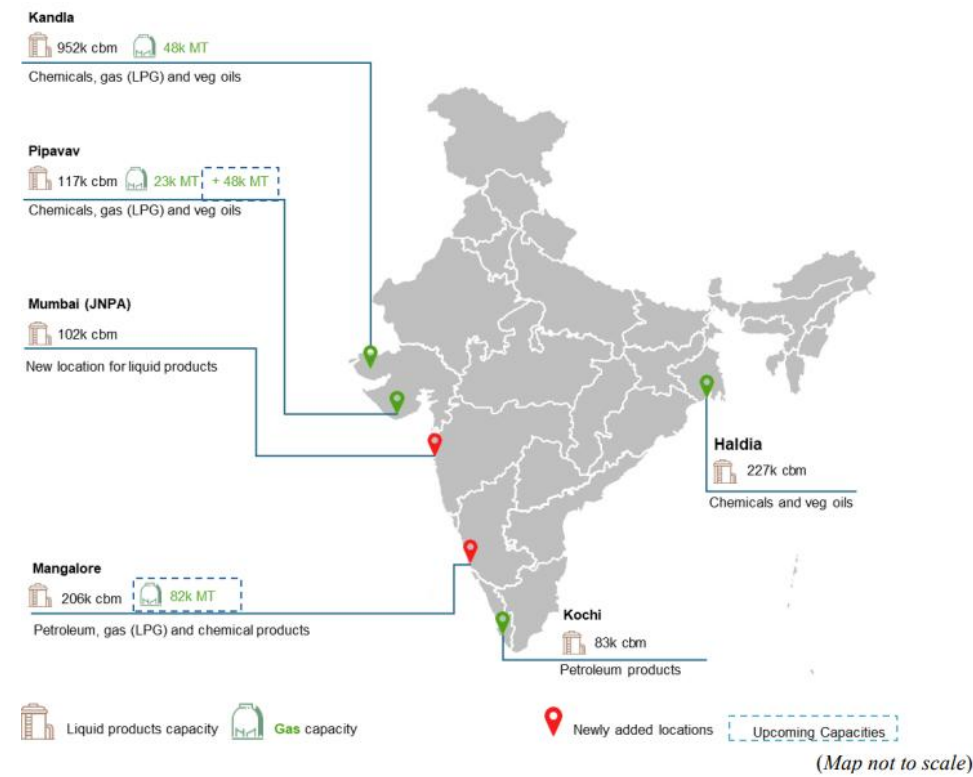 Kandla
952k cbm 48k MT
Chemicals, gas (LPG) and veg oils
Pipavav
117k cbm 23k MT + 48k MT
Chemicals, gas (LPG) and veg oils
Mumbai (JNPA)
102k cbm
New location for liquid products
Haldia
227k cbm
Chemicals and veg oils
Mangalore
206k cbm 82k MT
Petroleum, gas (LPG) and chemical products
Kochi
83k cbm
Petroleum products
Liquid products capacity Gas capacity Newly added locations Upcoming Capacities
(Map not to scale)